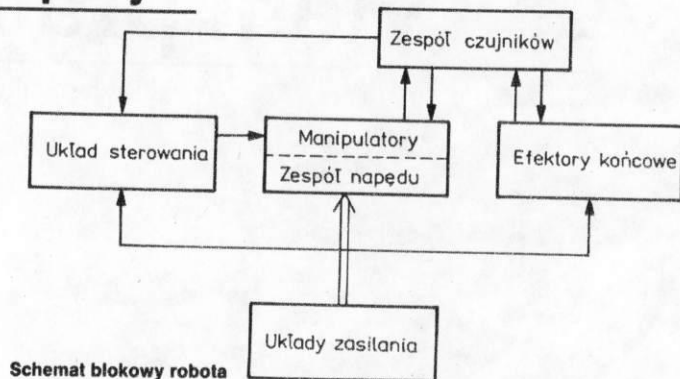 Zespół czujników
Układ sterowania
Manipulatory
Zespół napędu
Efektory końcowe
Układy zasilania
Schemat blokowy robota